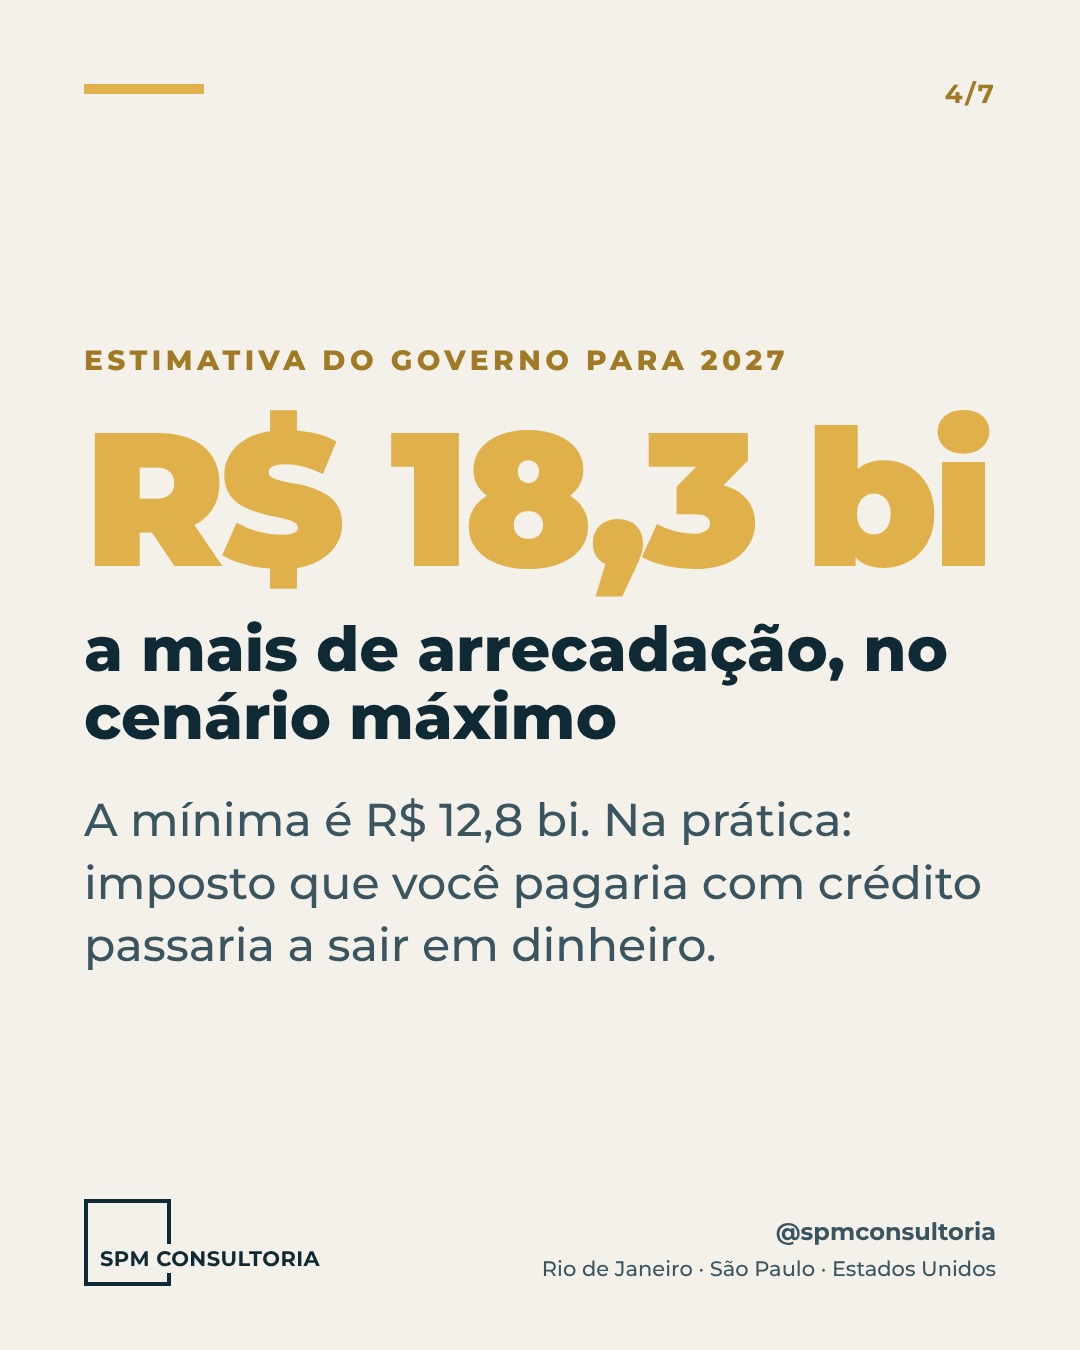 4/7
ESTIMATIVA DO GOVERNO PARA 2027
R$ 18,3 bi
a mais de arrecadação, no
cenário máximo
A mínima é R$ 12,8 bi. Na prática:
imposto que você pagaria com crédito
passaria a sair em dinheiro.
SPM CONSULTORIA
@spmconsultoria
Rio de Janeiro · São Paulo · Estados Unidos